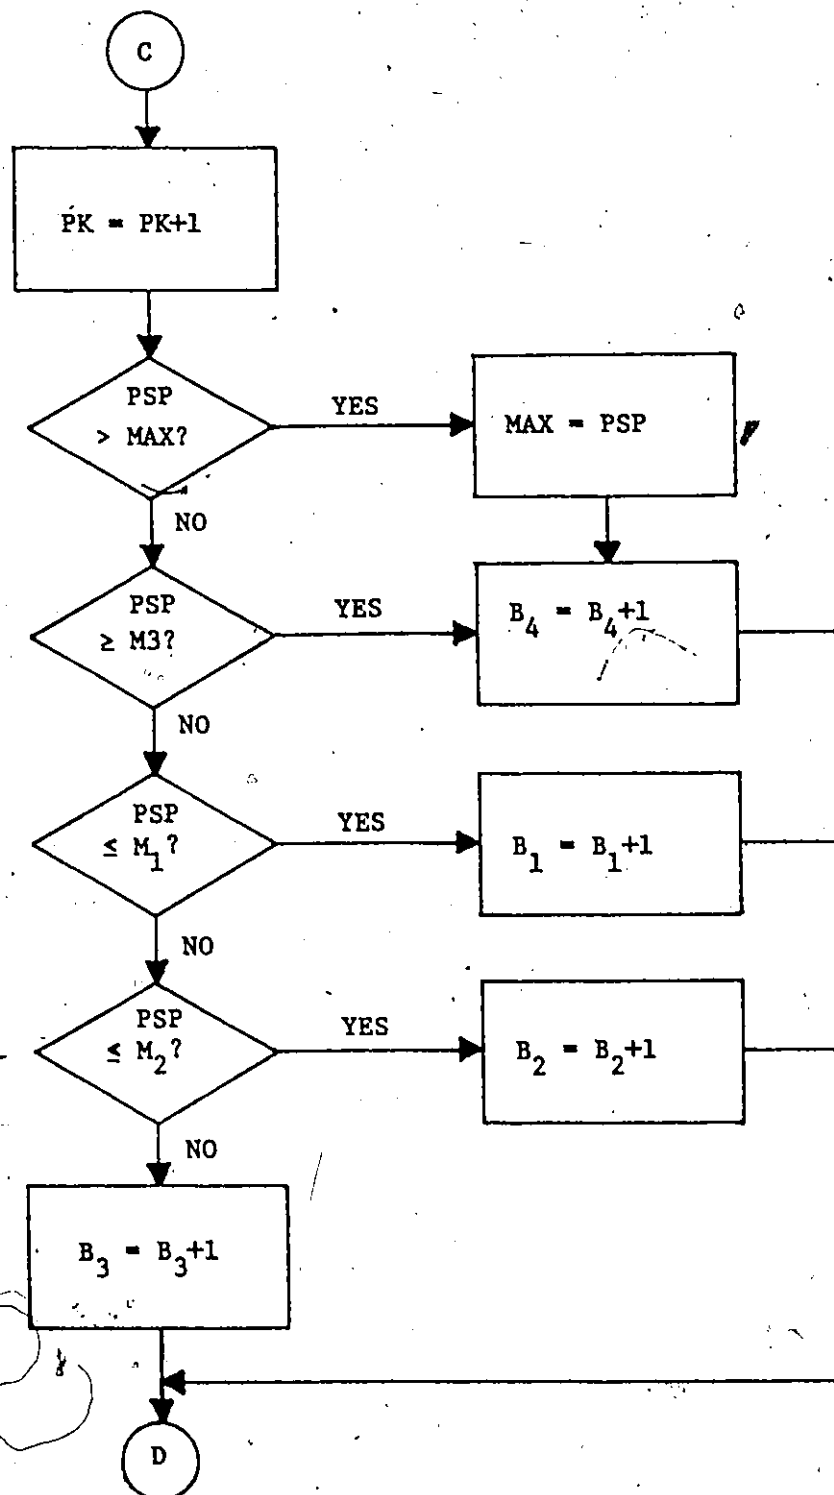 C
PK = PK+1
PSP
> MAX?
YES
MAX = PSP
NO
PSP
≥ M3?
YES
B4 = B4+1
NO
PSP
≤ M1?
YES
B1 = B1+1
NO
PSP
≤ M2?
YES
B2 = B2+1
NO
B3 = B3+1
D